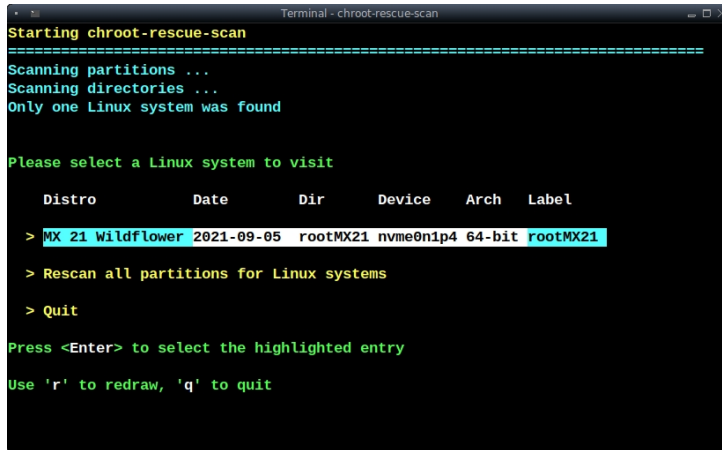 Terminal - chroot-rescue-scan
Starting chroot-rescue-scan
===============================================================================
Scanning partitions ...
Scanning directories ...
Only one Linux system was found
Please select a Linux system to visit
Distro Date Dir Device Arch Label
> MX 21 Wildflower 2021-09-05 rootMX21 nvme0n1p4 64-bit rootMX21
> Rescan all partitions for Linux systems
> Quit
Press <Enter> to select the highlighted entry
Use 'r' to redraw, 'q' to quit